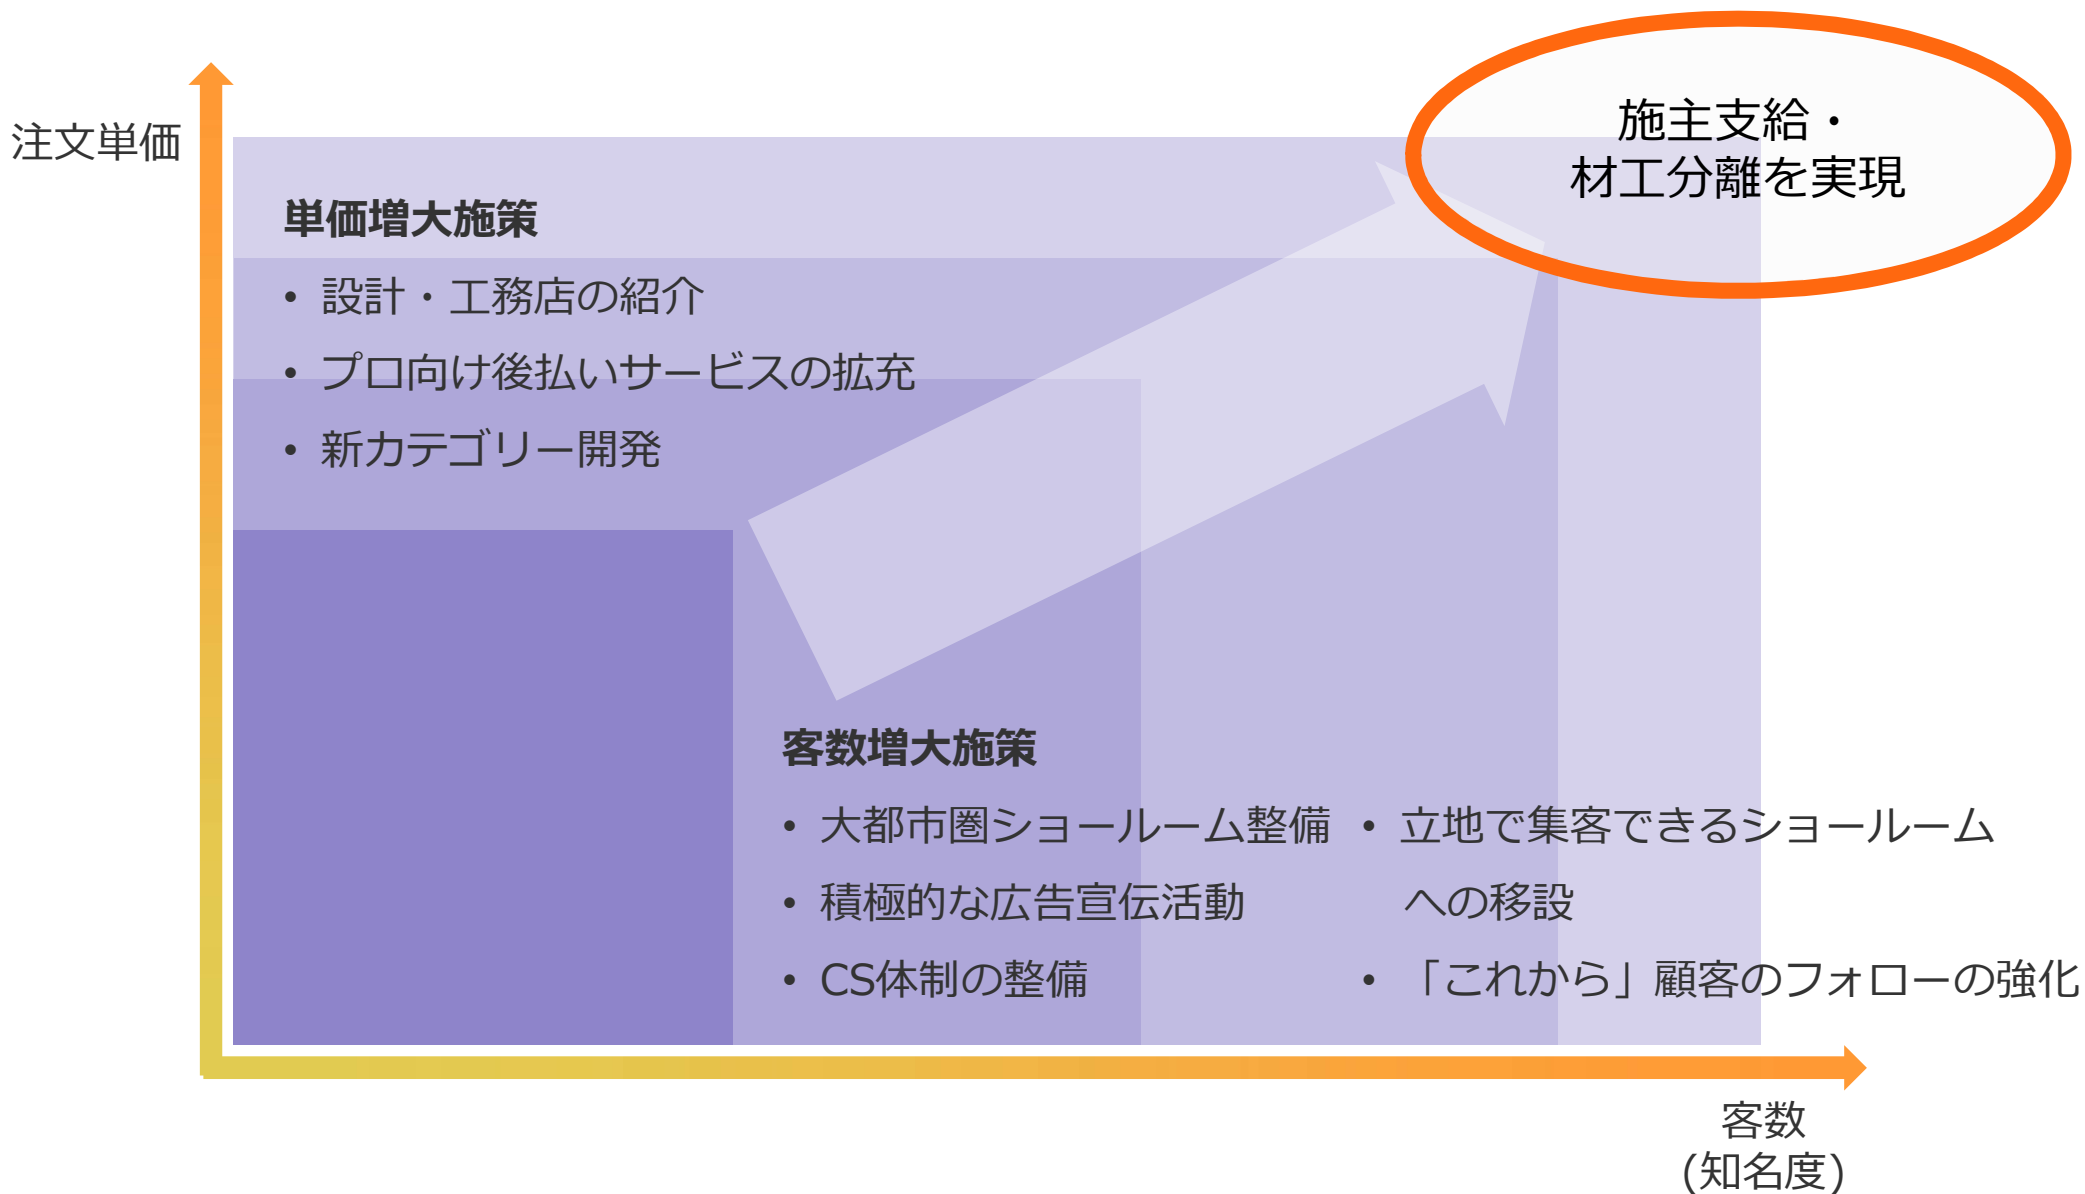 施主支給・
材工分離を実現
注文単価
単価増大施策
• 設計・工務店の紹介
• プロ向け後払いサービスの拡充
• 新カテゴリー開発
客数増大施策
• 大都市圏ショールーム整備
• 積極的な広告宣伝活動
• CS体制の整備
• 立地で集客できるショールーム
への移設
• 「これから」顧客のフォローの強化
客数
(知名度)